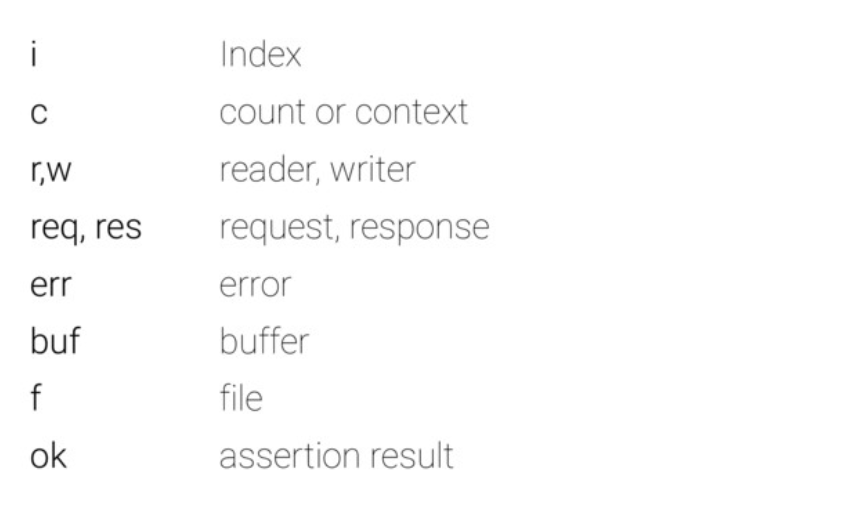 i Index
c count or context
r,w reader, writer
req, res request, response
err error
buf buffer
f file
ok assertion result